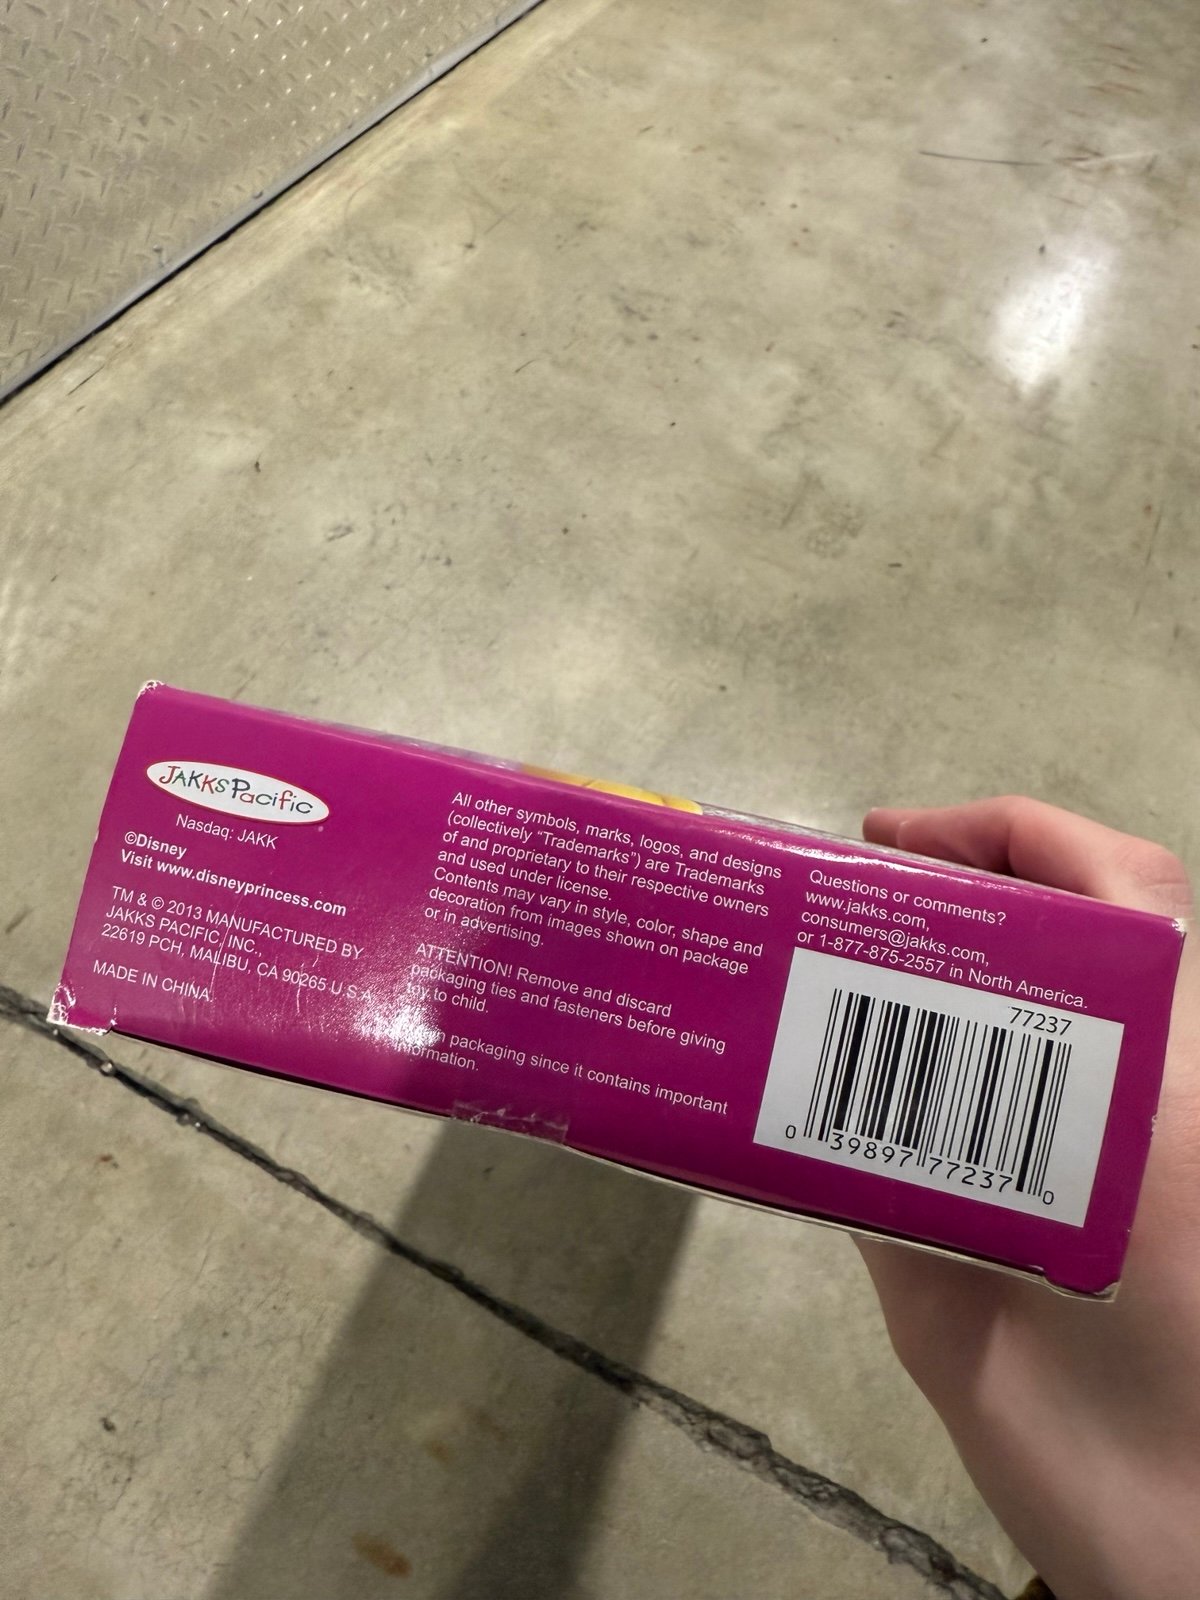 JAKKS Pacific
Nasdaq: JAKK
©Disney
Visit www.disneyprincess.com
TM & © 2013 MANUFACTURED BY
JAKKS PACIFIC, INC.,
22619 PCH, MALIBU, CA 90265 U.S.A.
MADE IN CHINA.
All other symbols, marks, logos, and designs
(collectively “Trademarks”) are Trademarks
of and proprietary to their respective owners
and used under license.
Contents may vary in style, color, shape and
decoration from images shown on package
or in advertising.
ATTENTION! Remove and discard
packaging ties and fasteners before giving
toy to child.
packaging since it contains important
information.
Questions or comments?
www.jakks.com,
consumers@jakks.com,
or 1-877-875-2557 in North America.
77237
0 39897 77237 0